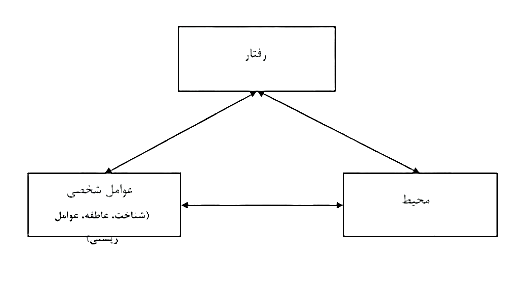 رفتار
عوامل شخصی
(شناخت، عاطفه، عوامل
زیستی)
محیط